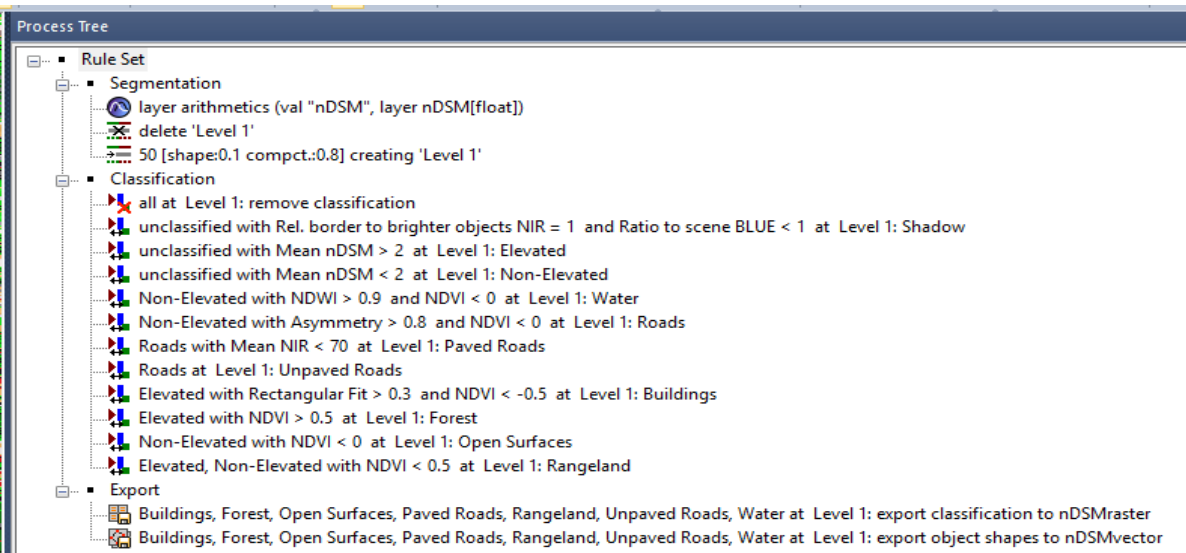 Process Tree
Rule Set
Segmentation
layer arithmetics (val "nDSM", layer nDSM[float])
delete 'Level 1'
50 [shape:0.1 compct.:0.8] creating 'Level 1'
Classification
all at Level 1: remove classification
unclassified with Rel. border to brighter objects NIR = 1 and Ratio to scene BLUE < 1 at Level 1: Shadow
unclassified with Mean nDSM > 2 at Level 1: Elevated
unclassified with Mean nDSM < 2 at Level 1: Non-Elevated
Non-Elevated with NDWI > 0.9 and NDVI < 0 at Level 1: Water
Non-Elevated with Asymmetry > 0.8 and NDVI < 0 at Level 1: Roads
Roads with Mean NIR < 70 at Level 1: Paved Roads
Roads at Level 1: Unpaved Roads
Elevated with Rectangular Fit > 0.3 and NDVI < -0.5 at Level 1: Buildings
Elevated with NDVI > 0.5 at Level 1: Forest
Non-Elevated with NDVI < 0 at Level 1: Open Surfaces
Elevated, Non-Elevated with NDVI < 0.5 at Level 1: Rangeland
Export
Buildings, Forest, Open Surfaces, Paved Roads, Rangeland, Unpaved Roads, Water at Level 1: export classification to nDSMraster
Buildings, Forest, Open Surfaces, Paved Roads, Rangeland, Unpaved Roads, Water at Level 1: export object shapes to nDSMvector